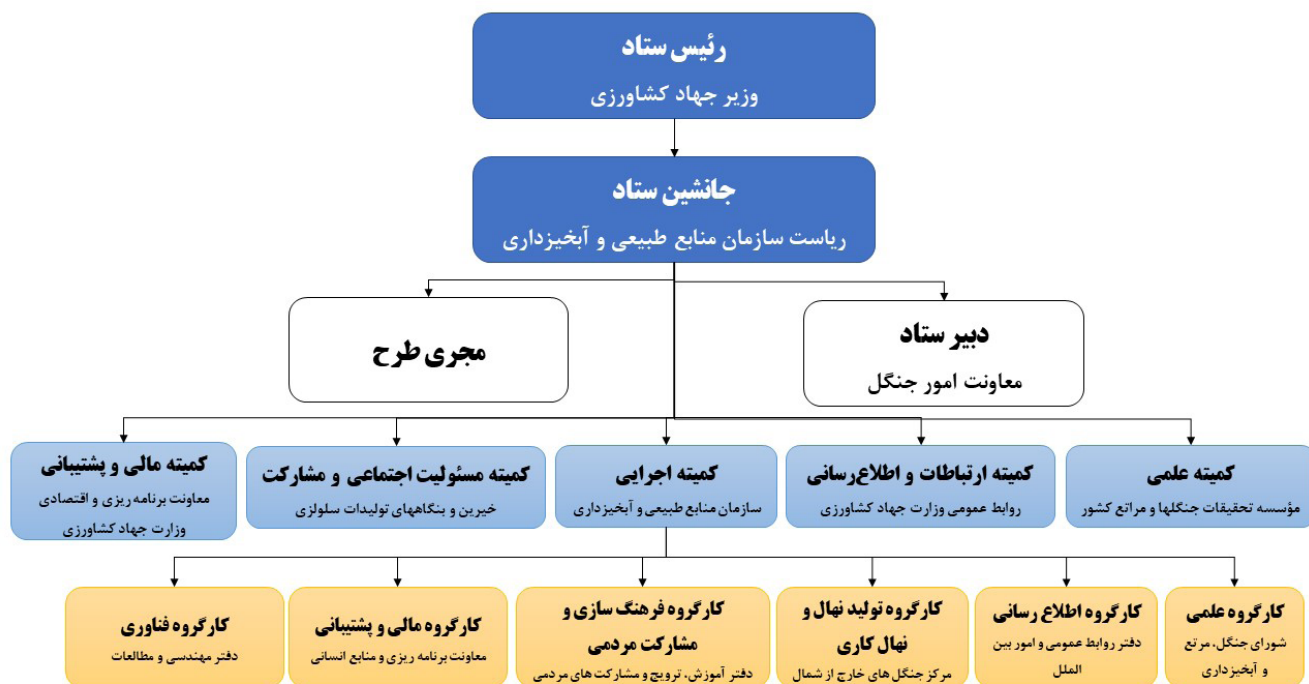 رئیس ستاد
وزیر جهاد کشاورزی
جانشین ستاد
ریاست سازمان منابع طبیعی و آبخیزداری
دبیر ستاد
معاونت امور جنگل
مجری طرح
کمیته علمی
مؤسسه تحقیقات جنگلها و مراتع کشور
کمیته ارتباطات و اطلاع‌رسانی
روابط عمومی وزارت جهاد کشاورزی
کمیته اجرایی
سازمان منابع طبیعی و آبخیزداری
کمیته مسئولیت اجتماعی و مشارکت
خیرین و بنگاههای تولیدات سلولزی
کمیته مالی و پشتیبانی
معاونت برنامه ریزی و اقتصادی
وزارت جهاد کشاورزی
کارگروه علمی
شورای جنگل، مرتع
و آبخیزداری
کارگروه اطلاع رسانی
دفتر روابط عمومی و امور بین
الملل
کارگروه تولید نهال و
نهال کاری
مرکز جنگل های خارج از شمال
کارگروه فرهنگ سازی و
مشارکت مردمی
دفتر آموزش، ترویج و مشارکت های مردمی
کارگروه مالی و پشتیبانی
معاونت برنامه ریزی و منابع انسانی
کارگروه فناوری
دفتر مهندسی و مطالعات